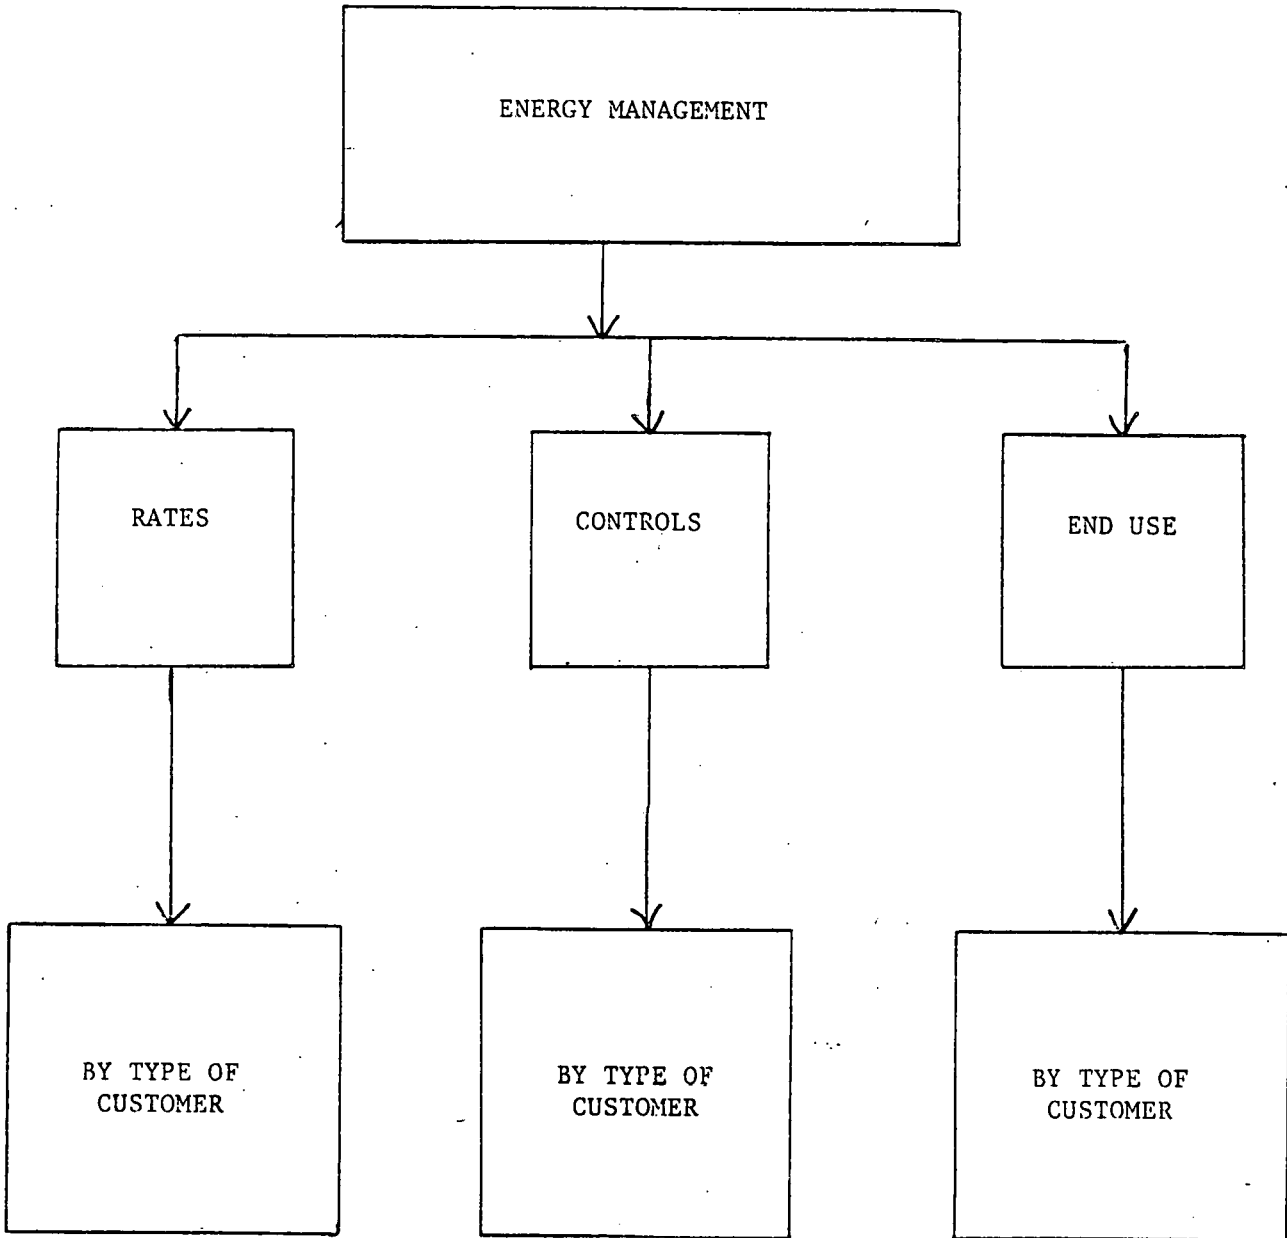 ENERGY MANAGEMENT
RATES
CONTROLS
END USE
BY TYPE OF
CUSTOMER
BY TYPE OF
CUSTOMER
BY TYPE OF
CUSTOMER